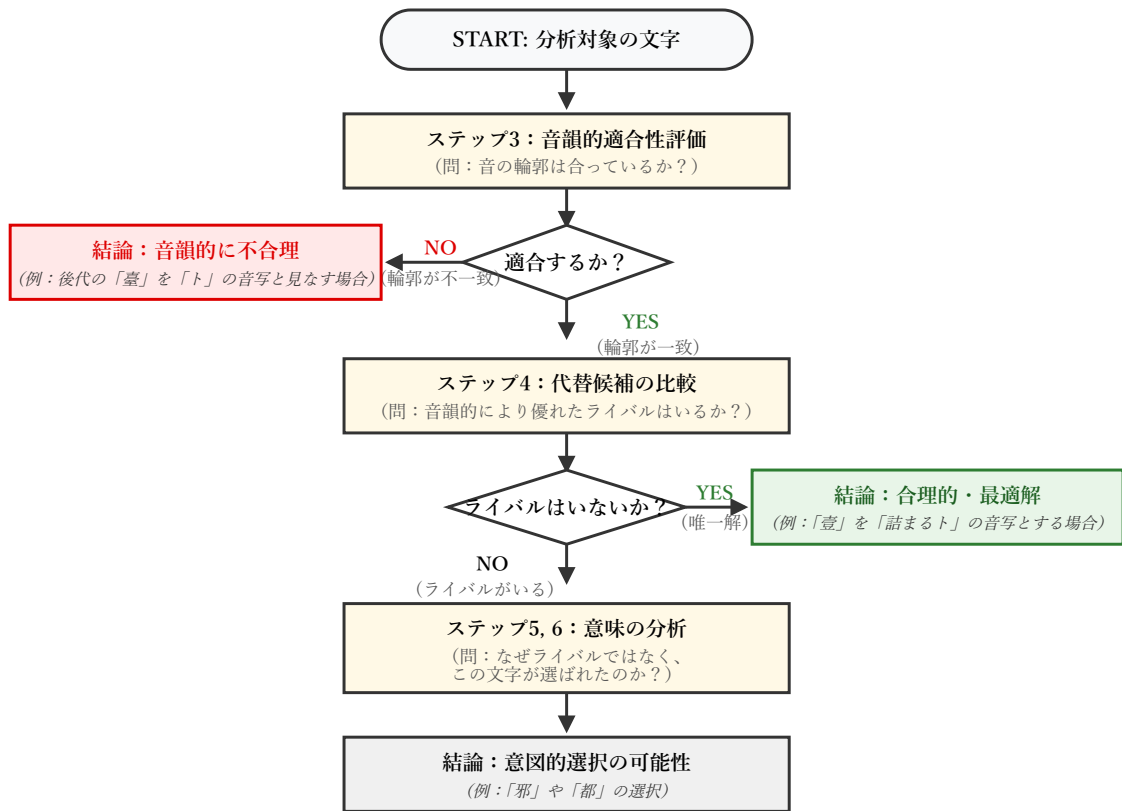 START: 分析対象の文字
ステップ3：音韻的適合性評価
（問：音の輪郭は合っているか？）
適合するか？
NO
（輪郭が不一致）
結論：音韻的に不合理
（例：後代の「臺」を「ト」の音写と見なす場合）
YES
（輪郭が一致）
ステップ4：代替候補の比較
（問：音韻的により優れたライバルはいるか？）
ライバルはいないか？
YES
（唯一解）
結論：合理的・最適解
（例：「壹」を「詰まるト」の音写とする場合）
NO
（ライバルがいる）
ステップ5, 6：意味の分析
（問：なぜライバルではなく、
この文字が選ばれたのか？）
結論：意図的選択の可能性
（例：「邪」や「都」の選択）